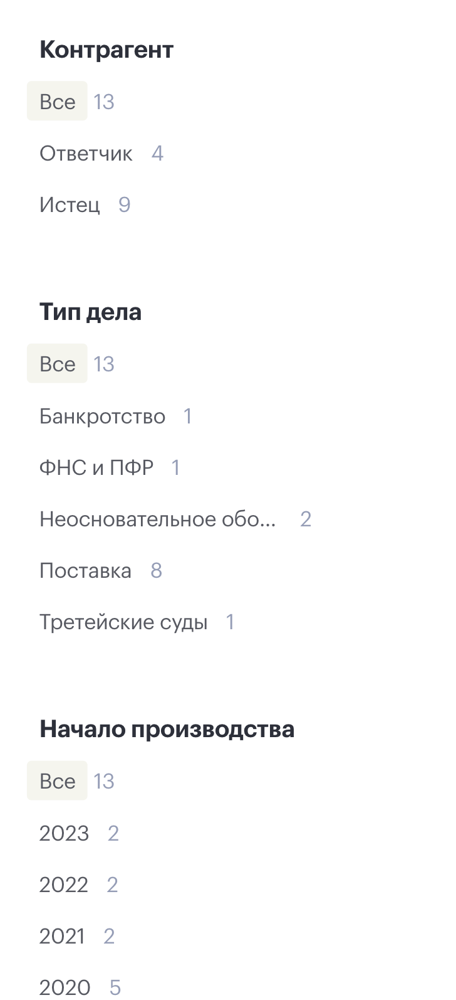 Контрагент
Все 13
Ответчик 4
Истец 9
Тип дела
Все 13
Банкротство 1
ФНС и ПФР 1
Неосновательное обо... 2
Поставка 8
Третейские суды 1
Начало производства
Все 13
2023 2
2022 2
2021 2
2020 5